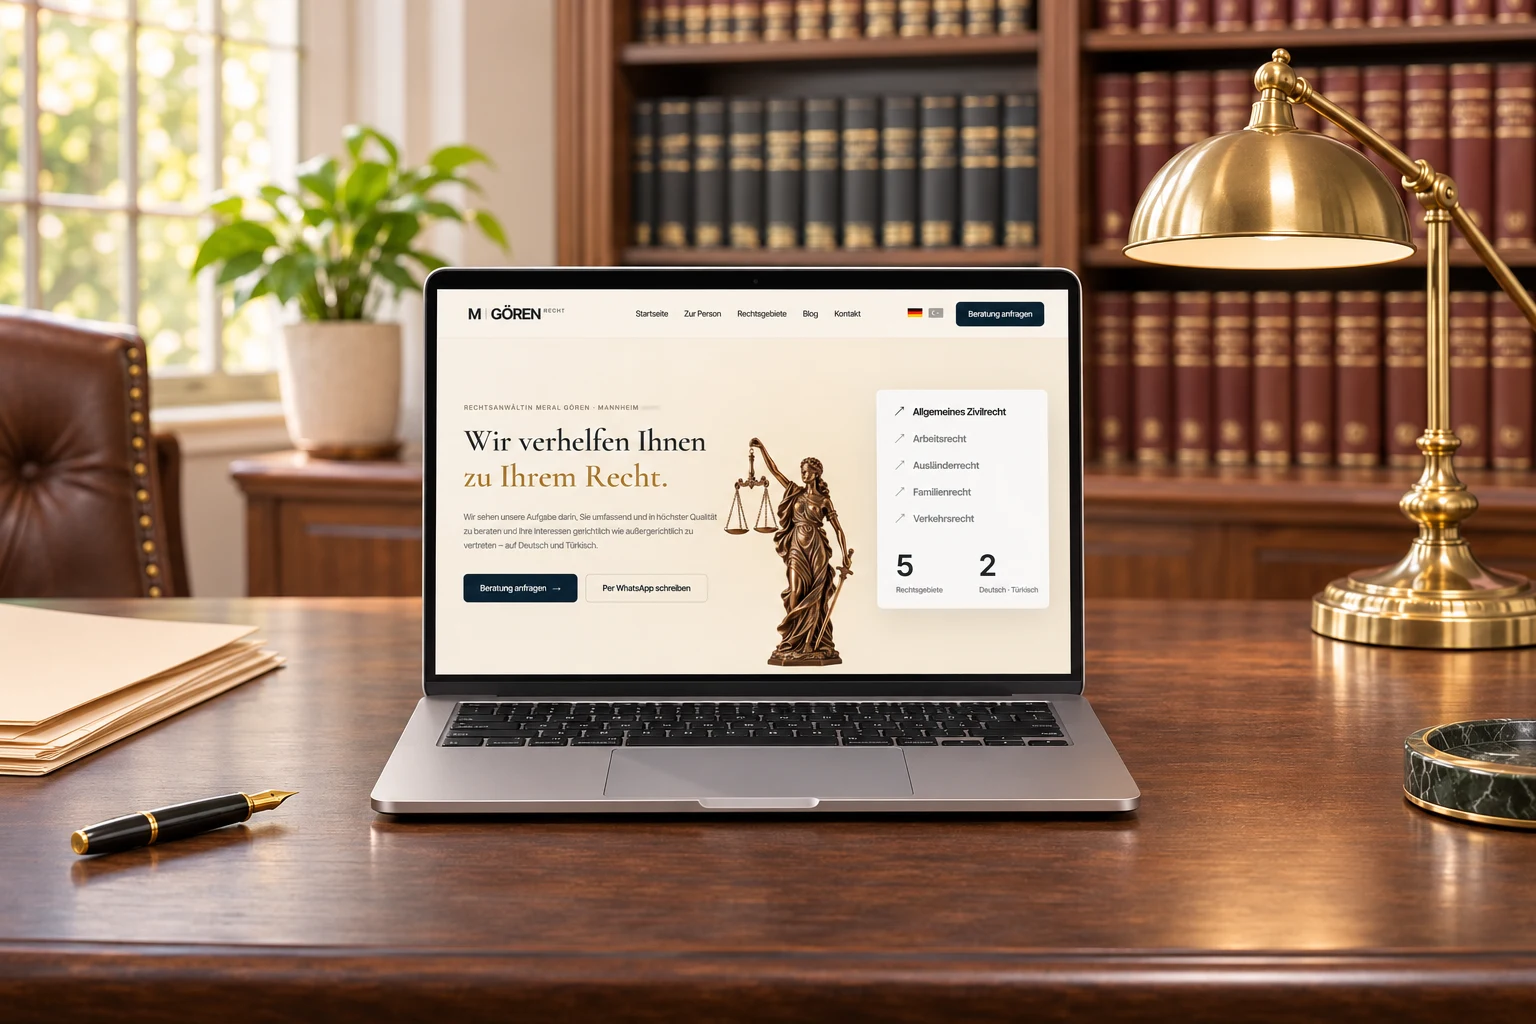 M GÖREN RECHT
Startseite Zur Person Rechtsgebiete Blog Kontakt
Beratung anfragen
RECHTSANWÄLTIN MERAL GÖREN · MANNHEIM
Wir verhelfen Ihnen
zu Ihrem Recht.
Wir sehen unsere Aufgabe darin, Sie umfassend und in höchster Qualität
zu beraten und Ihre Interessen gerichtlich wie außergerichtlich zu
vertreten – auf Deutsch und Türkisch.
Beratung anfragen →
Per WhatsApp schreiben
Allgemeines Zivilrecht
Arbeitsrecht
Ausländerrecht
Familienrecht
Verkehrsrecht
5
Rechtsgebiete
2
Deutsch · Türkisch